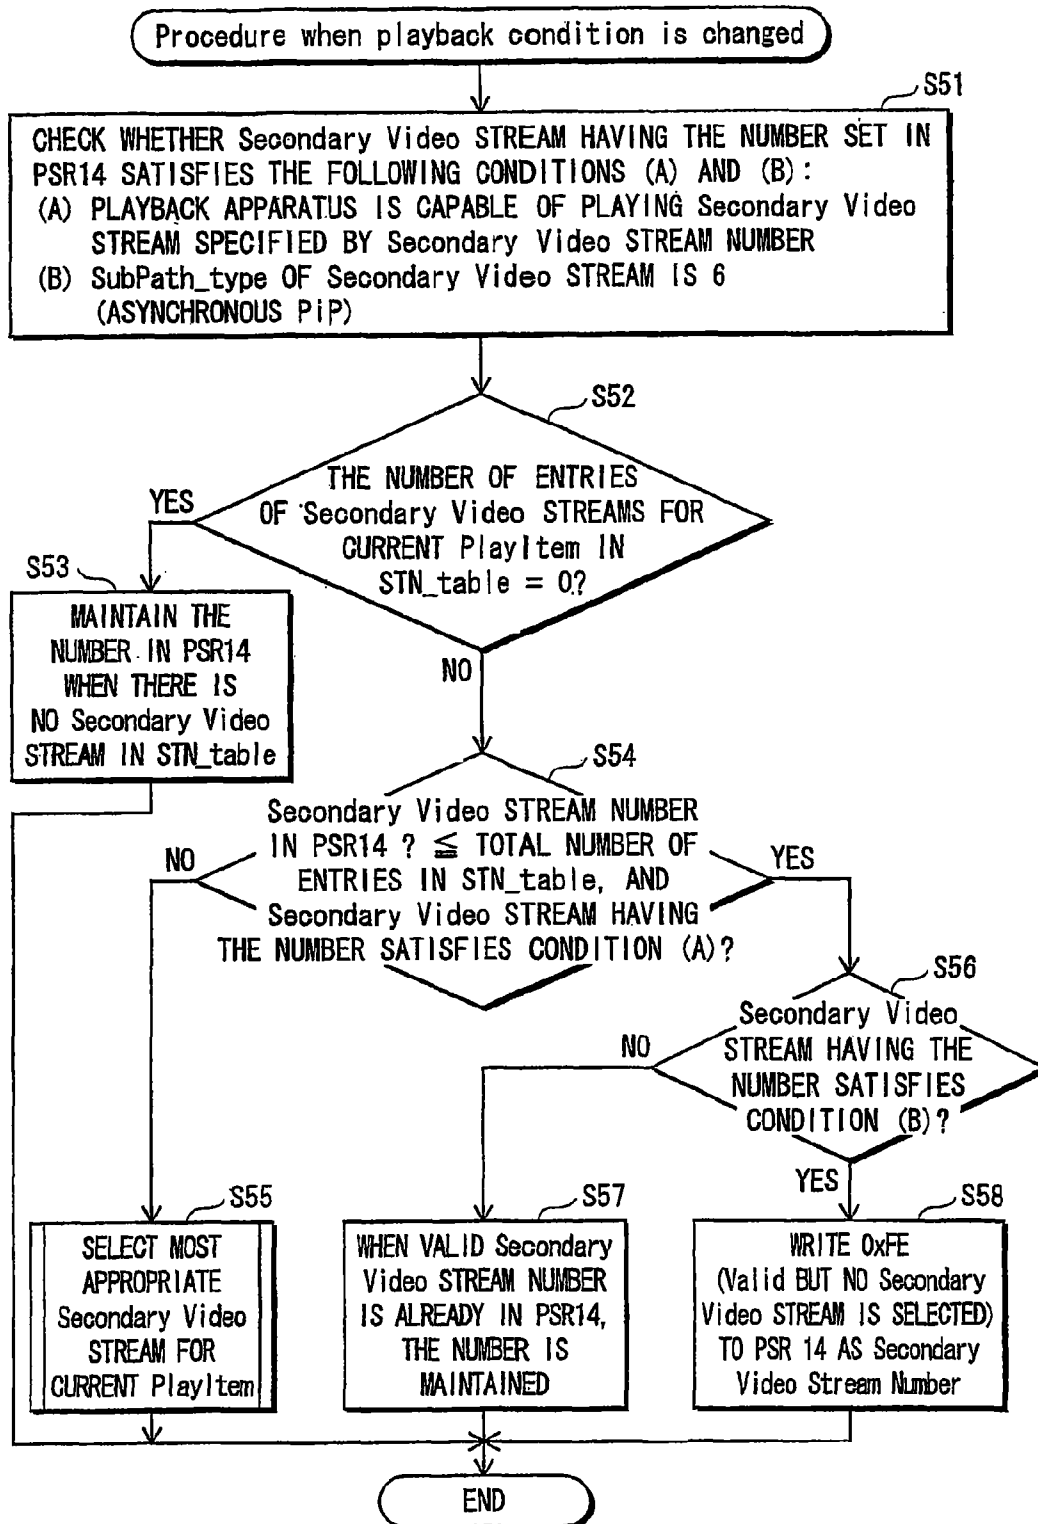 Procedure when playback condition is changed
S51
CHECK WHETHER Secondary Video STREAM HAVING THE NUMBER SET IN
PSR14 SATISFIES THE FOLLOWING CONDITIONS (A) AND (B):
(A) PLAYBACK APPARATUS IS CAPABLE OF PLAYING Secondary Video
STREAM SPECIFIED BY Secondary Video STREAM NUMBER
(B) SubPath_type OF Secondary Video STREAM IS 6
(ASYNCHRONOUS PiP)
S52
THE NUMBER OF ENTRIES
OF Secondary Video STREAMS FOR
CURRENT PlayItem IN
STN_table = 0?
YES
NO
S53
MAINTAIN THE
NUMBER IN PSR14
WHEN THERE IS
NO Secondary Video
STREAM IN STN_table
S54
Secondary Video STREAM NUMBER
IN PSR14 ? ≦ TOTAL NUMBER OF
ENTRIES IN STN_table, AND
Secondary Video STREAM HAVING
THE NUMBER SATISFIES CONDITION (A)?
NO
YES
S56
Secondary Video
STREAM HAVING THE
NUMBER SATISFIES
CONDITION (B)?
NO
YES
S55
SELECT MOST
APPROPRIATE
Secondary Video
STREAM FOR
CURRENT PlayItem
S57
WHEN VALID Secondary
Video STREAM NUMBER
IS ALREADY IN PSR14,
THE NUMBER IS
MAINTAINED
S58
WRITE 0xFE
(Valid BUT NO Secondary
Video STREAM IS SELECTED)
TO PSR 14 AS Secondary
Video Stream Number
END